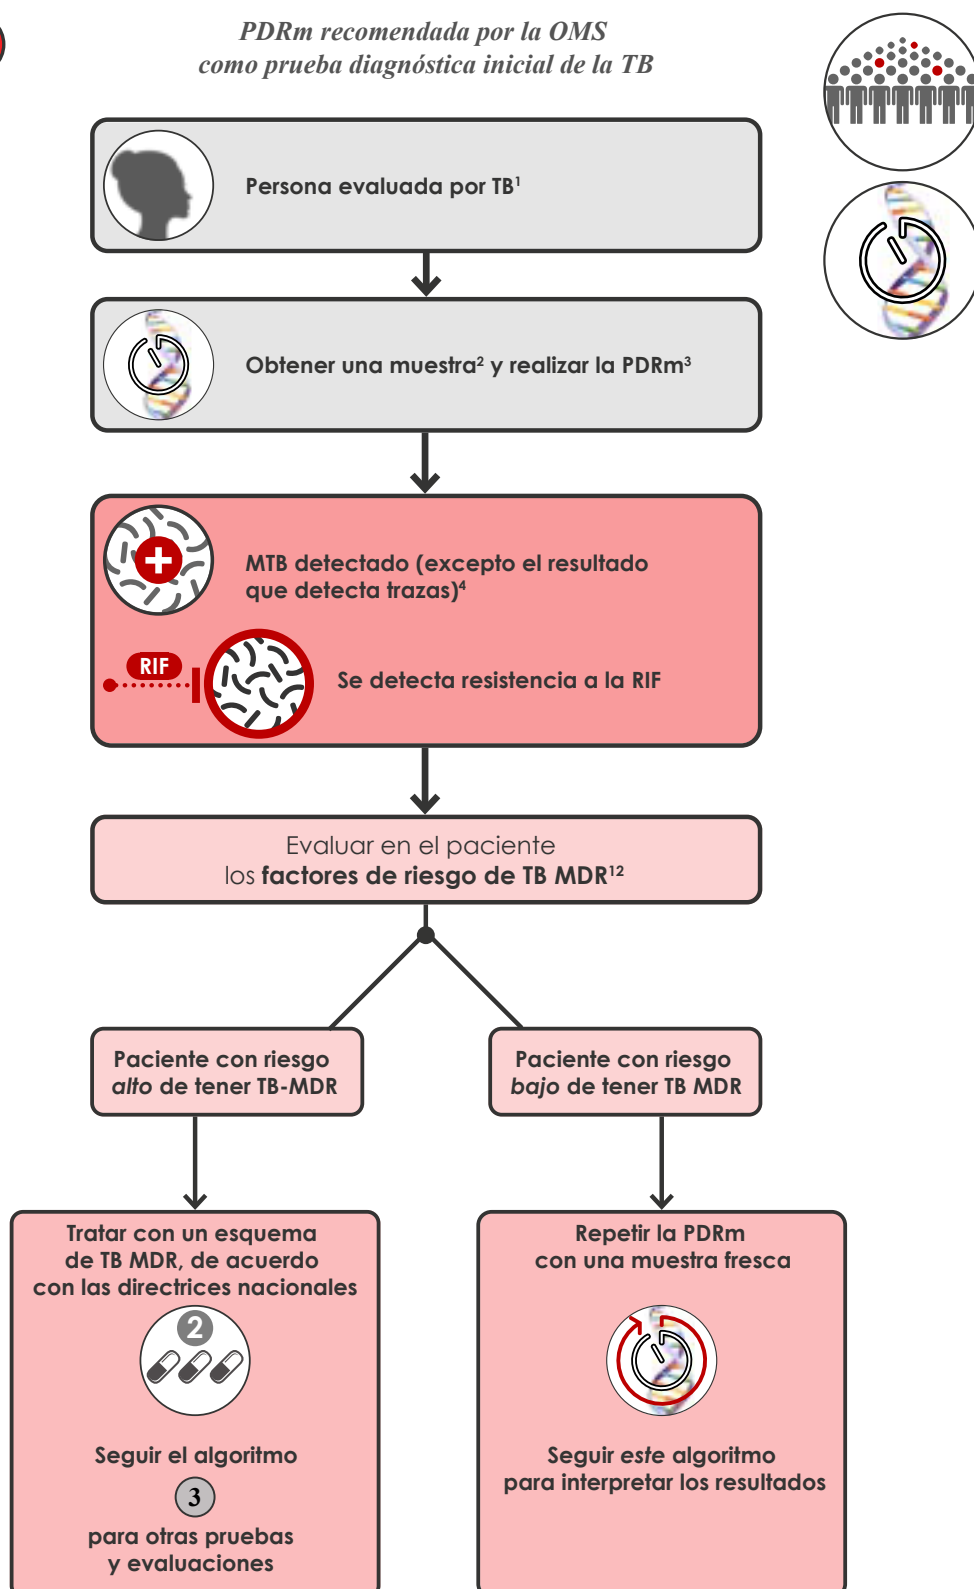 PDRm recomendada por la OMS
como prueba diagnóstica inicial de la TB
Persona evaluada por TB¹
Obtener una muestra² y realizar la PDRm³
MTB detectado (excepto el resultado
que detecta trazas)⁴
RIF
Se detecta resistencia a la RIF
Evaluar en el paciente
los factores de riesgo de TB MDR¹²
Paciente con riesgo
alto de tener TB-MDR
Paciente con riesgo
bajo de tener TB MDR
Tratar con un esquema
de TB MDR, de acuerdo
con las directrices nacionales
2
Seguir el algoritmo
3
para otras pruebas
y evaluaciones
Repetir la PDRm
con una muestra fresca
Seguir este algoritmo
para interpretar los resultados